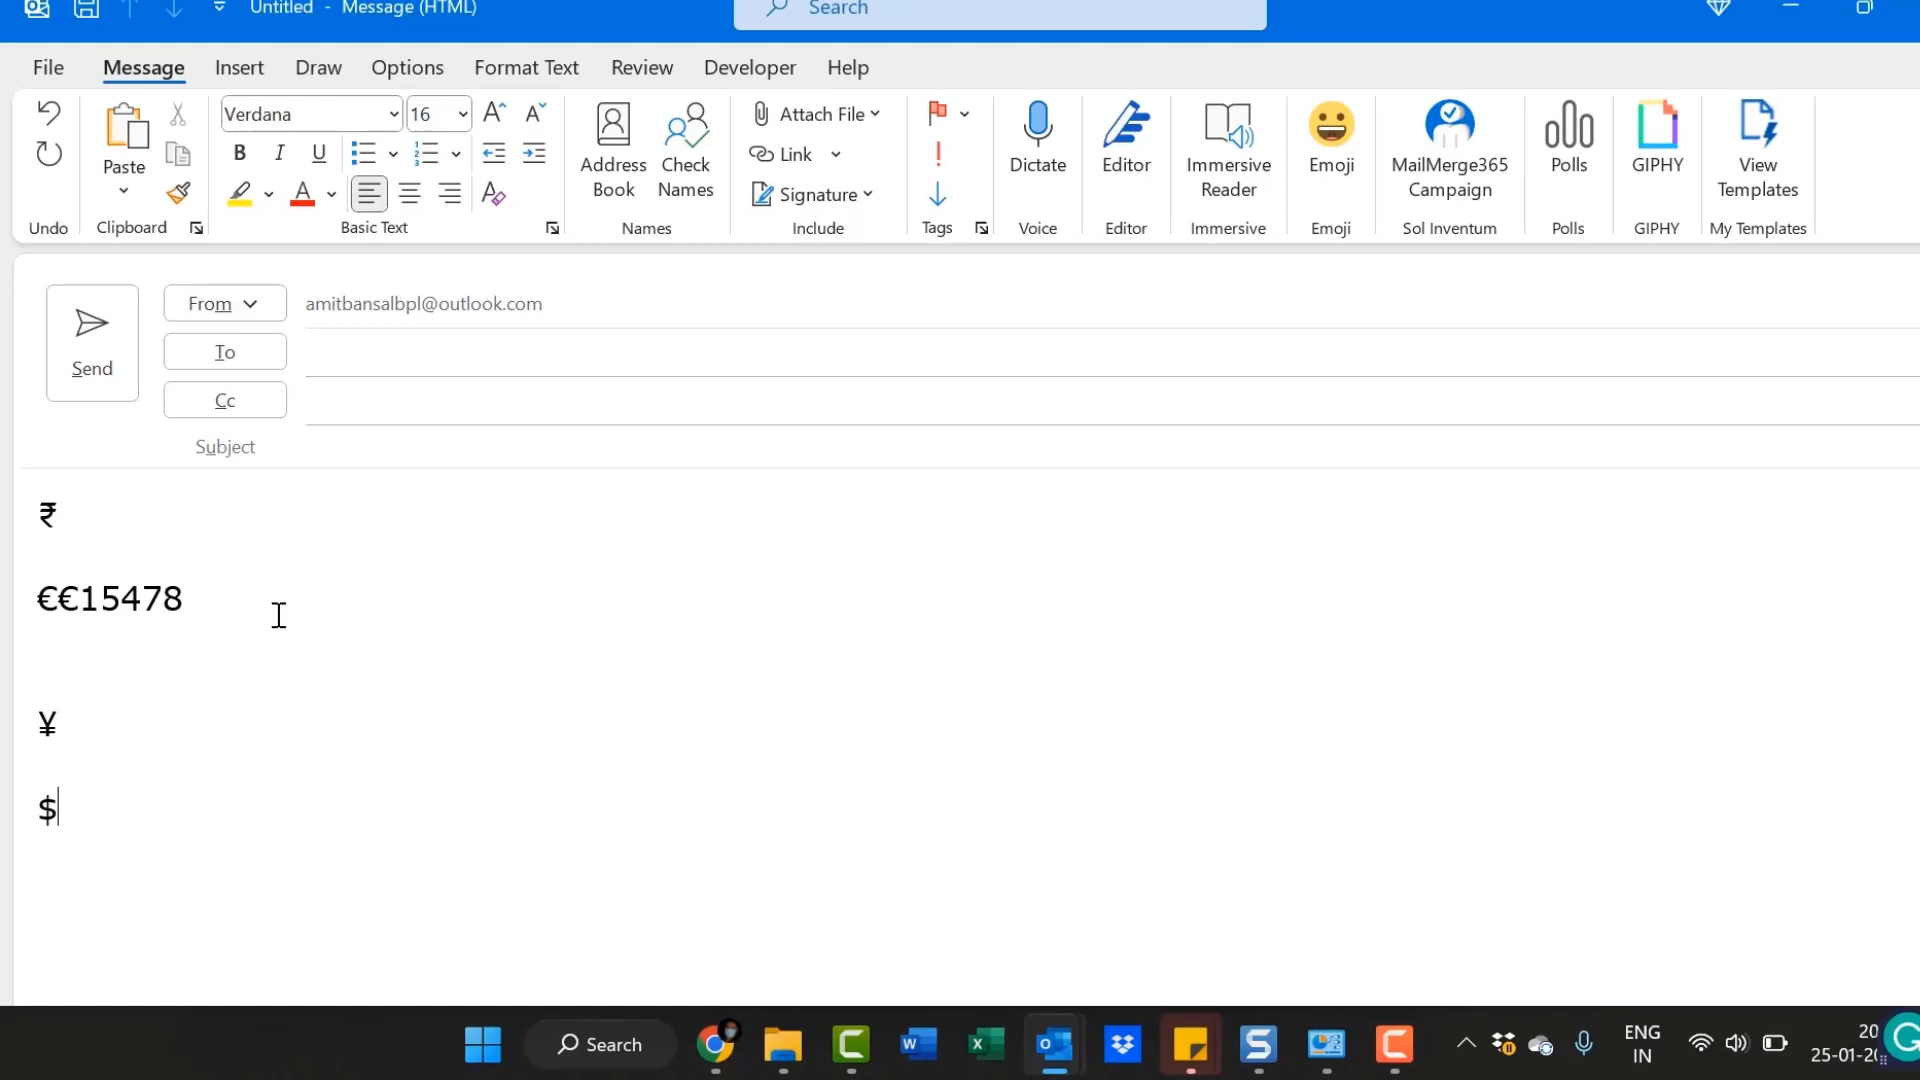 Untitled - Message (HTML)
Search
File Message Insert Draw Options Format Text Review Developer Help
Verdana 16
Paste
B I U
Address Book
Check Names
Attach File
Link
Signature
Dictate
Editor
Immersive Reader
Emoji
MailMerge365 Campaign
Polls
GIPHY
View Templates
Undo Clipboard Basic Text Names Include Tags Voice Editor Immersive Emoji Sol Inventum Polls GIPHY My Templates
Send
From amitbansalbpl@outlook.com
To
Cc
Subject
₹
€€15478
¥
$
Search
ENG
IN
20
25-01-20